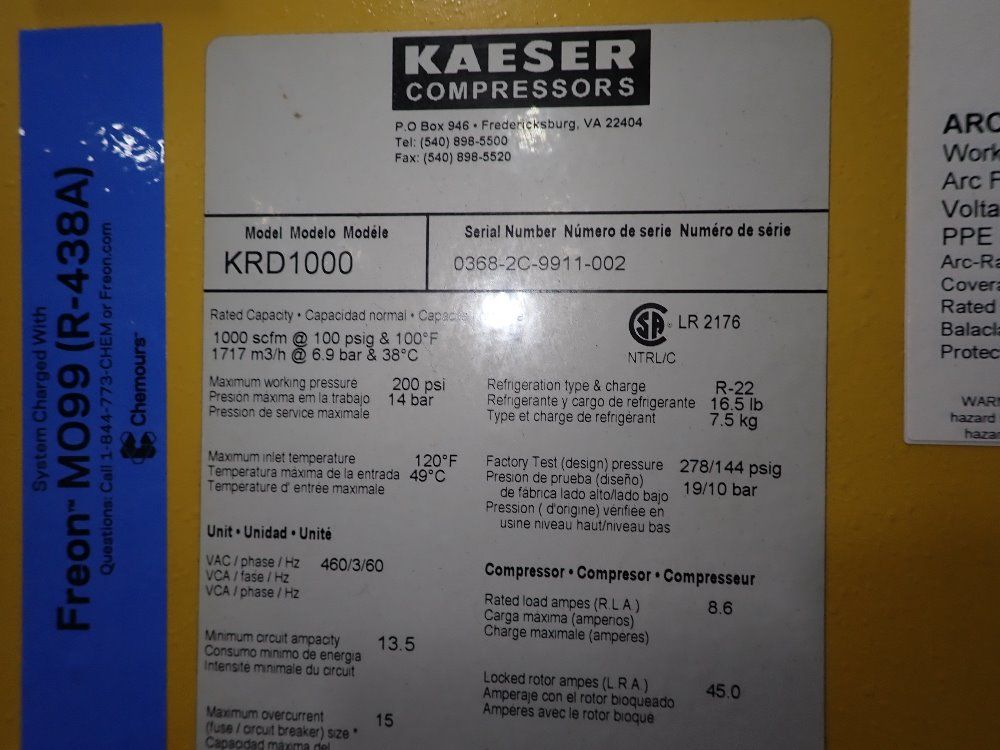 System Charged With
Freon™ MO99 (R-438A)
Questions: Call 1-844-773-CHEM or Freon.com
Chemours™
KAESER
COMPRESSORS
P.O Box 946 • Fredericksburg, VA 22404
Tel: (540) 898-5500
Fax: (540) 898-5520
Model Modelo Modéle
KRD1000
Serial Number Número de serie Numéro de série
0368-2C-9911-002
Rated Capacity • Capacidad normal •
1000 scfm @ 100 psig & 100°F
1717 m3/h @ 6.9 bar & 38°C
SA
LR 2176
NTRL/C
Maximum working pressure 200 psi
Presion maxima em la trabajo 14 bar
Pression de service maximale
Refrigeration type & charge R-22
Refrigerante y cargo de refrigerante 16.5 lb
Type et charge de refrigerant 7.5 kg
Maximum inlet temperature 120°F
Temperatura máxima de la entrada 49°C
Temperature d' entree maximale
Factory Test (design) pressure 278/144 psig
Presion de prueba (diseño) 19/10 bar
de fábrica lado alto/lado bajo
Pression ( d'origine) vérifiée en
usine niveau haut/niveau bas
Unit • Unidad • Unité
VAC / phase / Hz 460/3/60
VCA / fase / Hz
VCA / phase / Hz
Compressor • Compresor • Compresseur
Rated load ampes (R.L.A.) 8.6
Carga máxima (amperios)
Charge maximale (amperes)
Minimum circuit ampacity 13.5
Consumo minimo de energia
Intensite minimale du circuit
Locked rotor ampes (L.R.A.) 45.0
Amperaje con el rotor bloqueado
Amperes avec le rotor bloque
Maximum overcurrent 15
(fuse / circuit breaker) size *
Capacidad máxima del
ARC
Work
Arc F
Volta
PPE
Arc-Ra
Covera
Rated
Balacla
Protec
WARN
hazard
haza